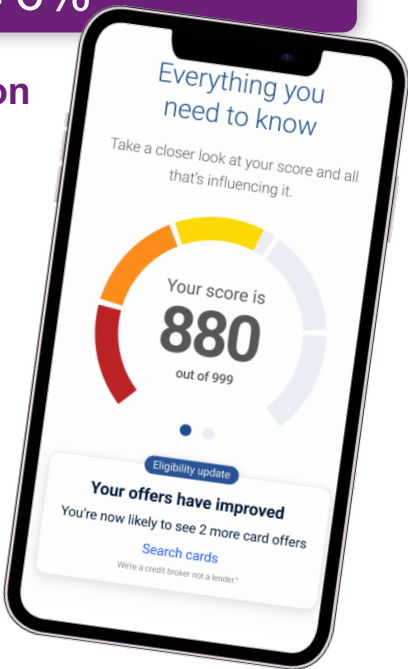 0%
on
Everything you
need to know
Take a closer look at your score and all
that's influencing it.
Your score is
880
out of 999
Eligibility update
Your offers have improved
You're now likely to see 2 more card offers
Search cards
We're a credit broker not a lender.*